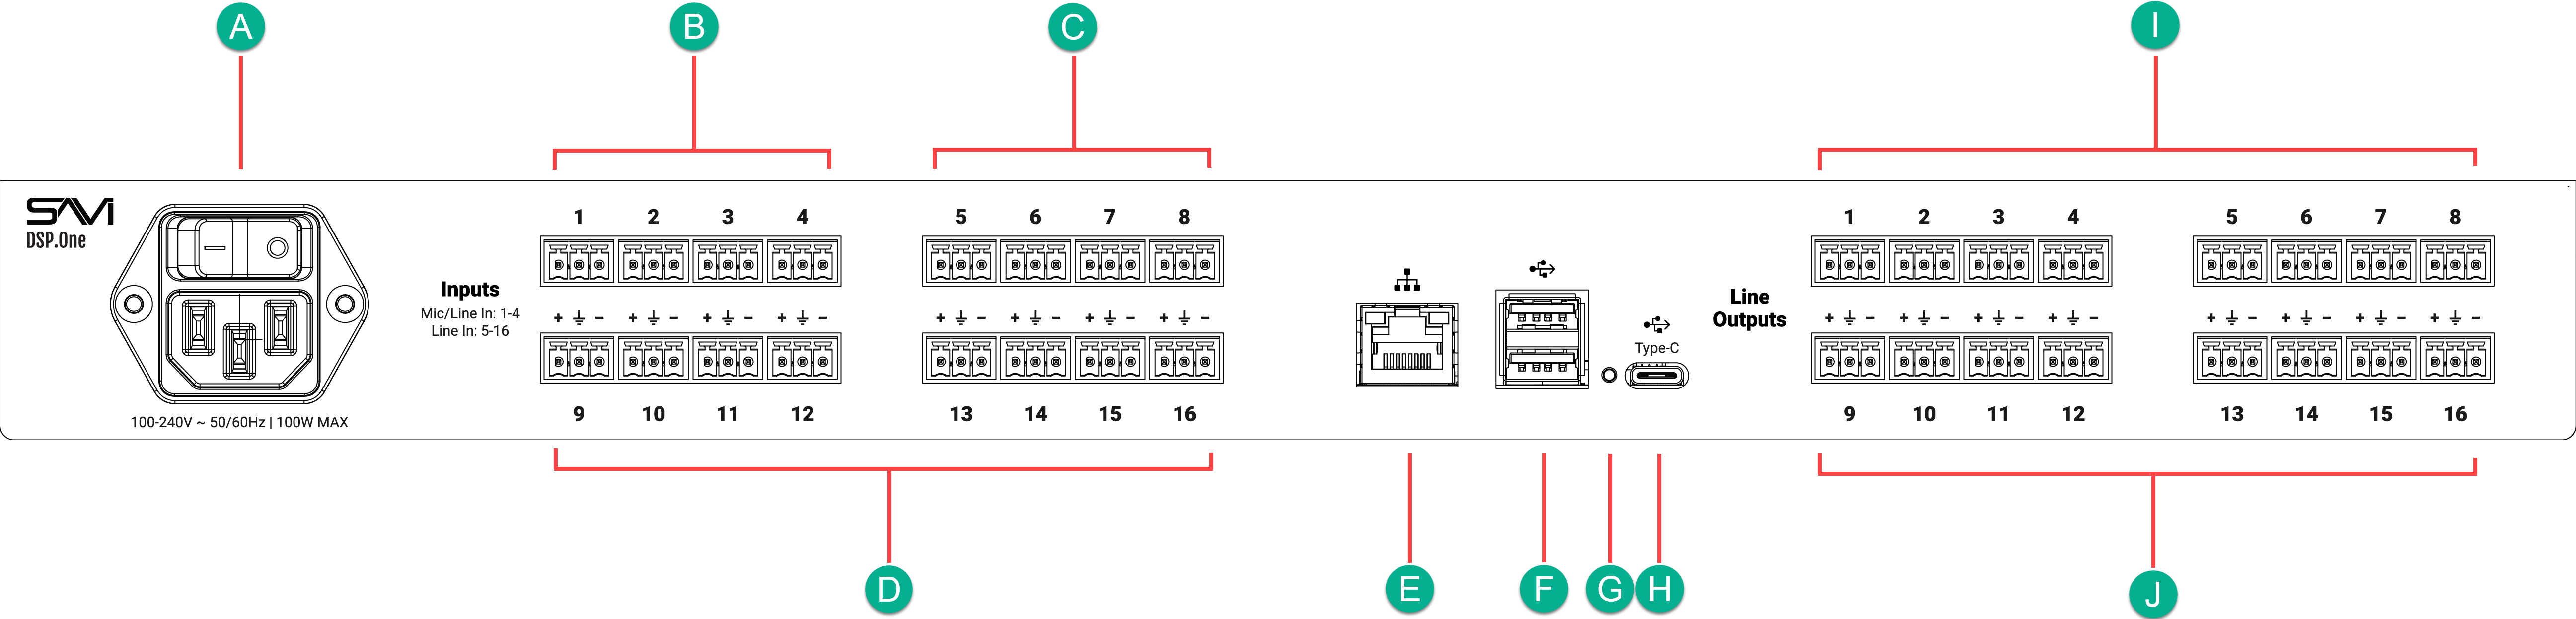 A B C I
SAVI
DSP.One
1 2 3 4 5 6 7 8
1 2 3 4 5 6 7 8
Inputs
Mic/Line In: 1-4
Line In: 5-16
+ - + - + - + - + - + - + - + -
Type-C
Line
Outputs
+ - + - + - + - + - + - + - + -
9 10 11 12 13 14 15 16
9 10 11 12 13 14 15 16
100-240V ~ 50/60Hz | 100W MAX
D E F G H J